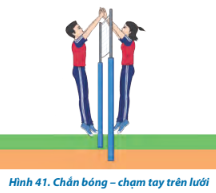 Hình 41. Chắn bóng – chạm tay trên lưới